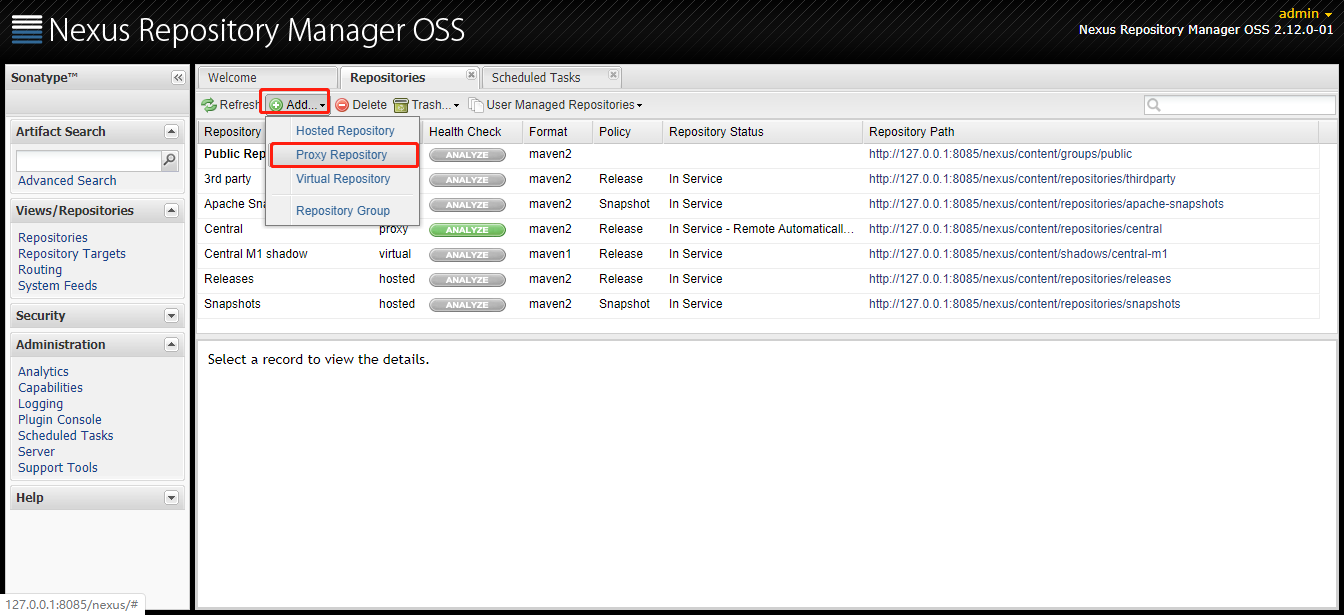 admin
Nexus Repository Manager OSS
Nexus Repository Manager OSS 2.12.0-01
Sonatype™
Welcome
Repositories
Scheduled Tasks
Refresh Add... Delete Trash... User Managed Repositories
Artifact Search
Advanced Search
Views/Repositories
Repositories
Repository Targets
Routing
System Feeds
Security
Administration
Analytics
Capabilities
Logging
Plugin Console
Scheduled Tasks
Server
Support Tools
Help
Hosted Repository
Proxy Repository
Virtual Repository
Repository Group
Repository Health Check Format Policy Repository Status Repository Path
Public Rep ANALYZE maven2 http://127.0.0.1:8085/nexus/content/groups/public
3rd party ANALYZE maven2 Release In Service http://127.0.0.1:8085/nexus/content/repositories/thirdparty
Apache Sna ANALYZE maven2 Snapshot In Service http://127.0.0.1:8085/nexus/content/repositories/apache-snapshots
Central proxy ANALYZE maven2 Release In Service - Remote Automaticall... http://127.0.0.1:8085/nexus/content/repositories/central
Central M1 shadow virtual ANALYZE maven1 Release In Service http://127.0.0.1:8085/nexus/content/shadows/central-m1
Releases hosted ANALYZE maven2 Release In Service http://127.0.0.1:8085/nexus/content/repositories/releases
Snapshots hosted ANALYZE maven2 Snapshot In Service http://127.0.0.1:8085/nexus/content/repositories/snapshots
Select a record to view the details.
127.0.0.1:8085/nexus/#